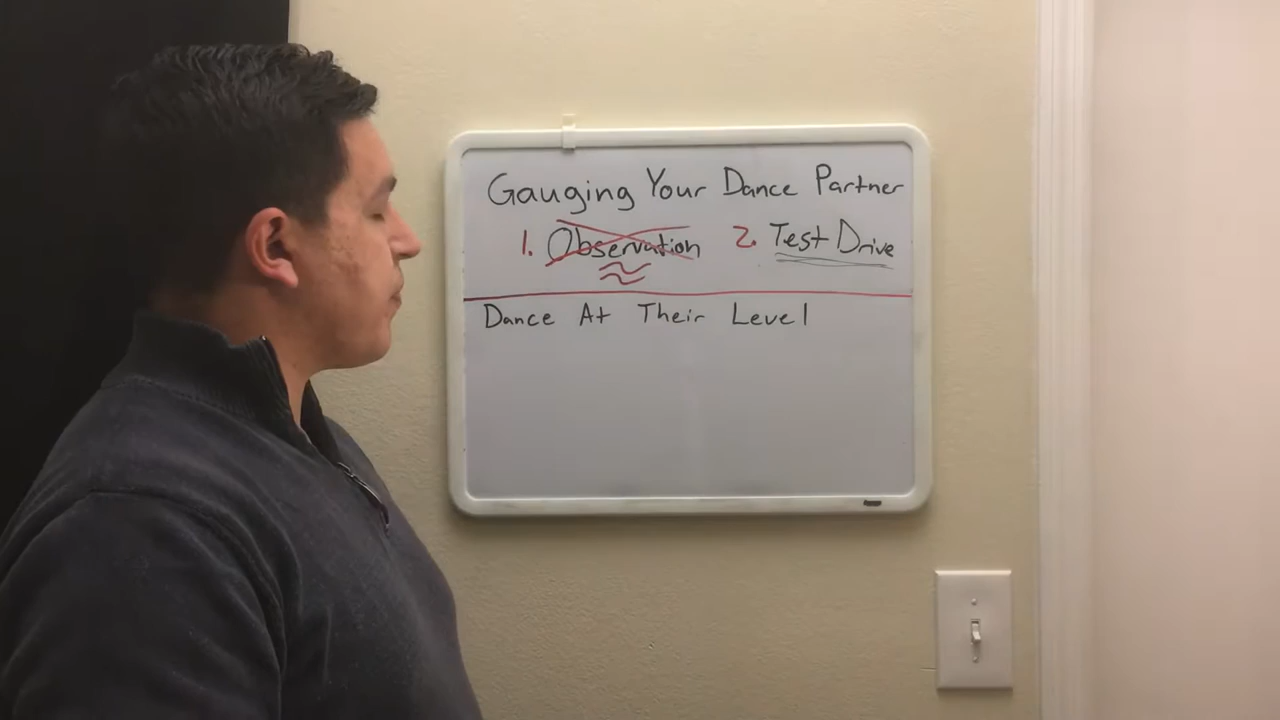 Gauging Your Dance Partner
1. Observation 2. Test Drive
Dance At Their Level